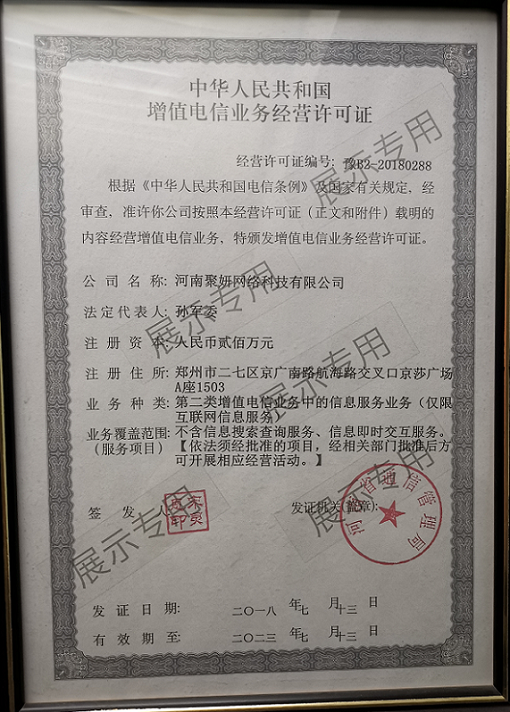 中华人民共和国
增值电信业务经营许可证
经营许可证编号: 豫B2-20180288
根据《中华人民共和国电信条例》及国家有关规定，经
审查，准许你公司按照本经营许可证（正文和附件）载明的
内容经营增值电信业务，特颁发增值电信业务经营许可证。
公司名称: 河南聚妍网络科技有限公司
法定代表人: 孙军委
注册资本: 人民币贰佰万元
注册住所: 郑州市二七区京广南路航海路交叉口京莎广场
A座1503
业务种类: 第二类增值电信业务中的信息服务业务（仅限
互联网信息服务）
业务覆盖范围: 不含信息搜索查询服务、信息即时交互服务。
（服务项目）【依法须经批准的项目，经相关部门批准后方
可开展相应经营活动。】
签发人:
发证机关(盖章):
河南省通信管理局
发证日期: 二〇一八 年七 月十三 日
有效期至: 二〇二三 年七 月十三 日
展示专用
展示专用
展示专用
展示专用
展示专用